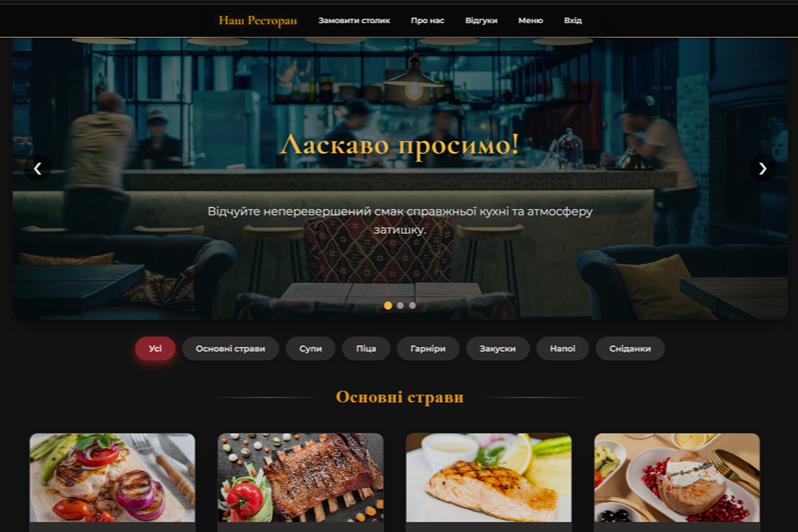 Наш Ресторан Замовити столик Про нас Відгуки Меню Вхід
Ласкаво просимо!
Відчуйте неперевершений смак справжньої кухні та атмосферу
затишку.
Усі Основні страви Супи Піца Гарніри Закуски Напої Сніданки
Основні страви